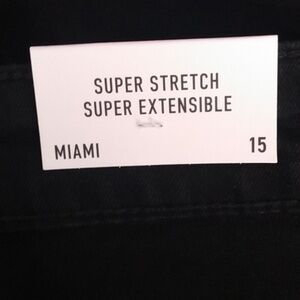 SUPER STRETCH
SUPER EXTENSIBLE
MIAMI 15